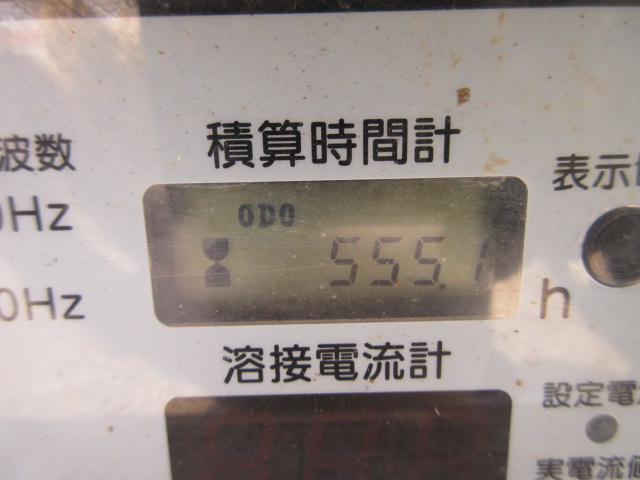 積算時間計
波数
表示
0Hz
ODO
555.1 h
0Hz
溶接電流計
設定電
実電流値